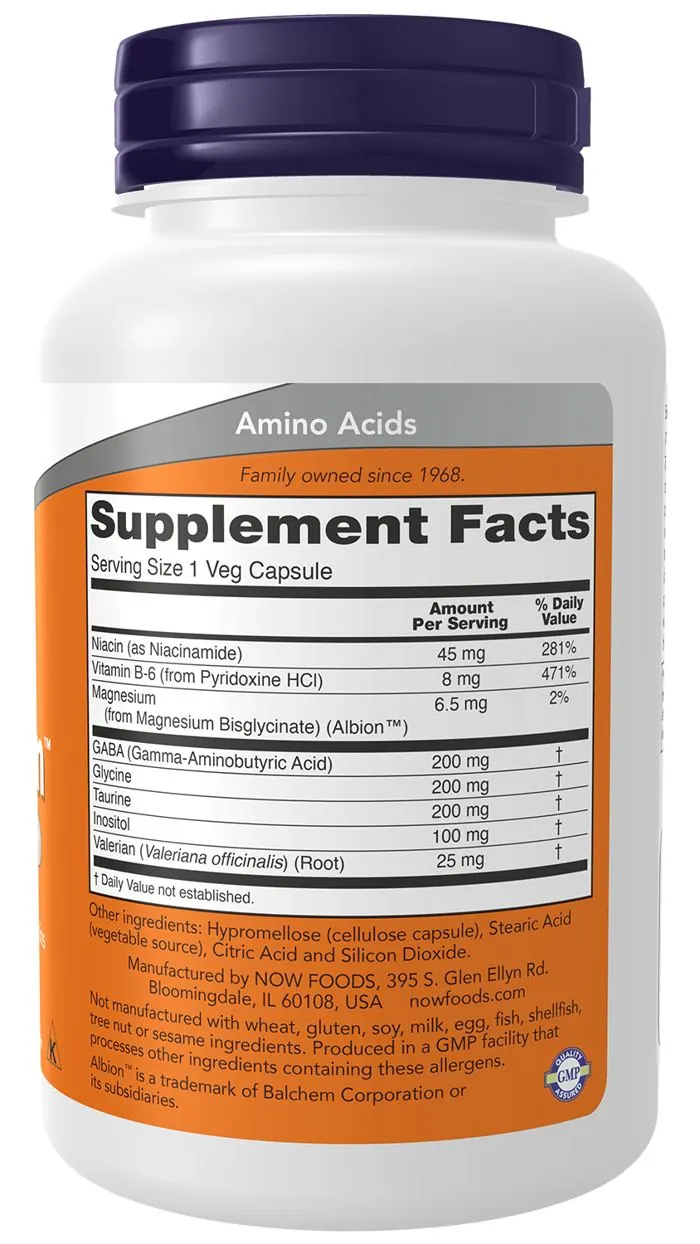 Amino Acids
Family owned since 1968.
Supplement Facts
Serving Size 1 Veg Capsule
Amount Per Serving % Daily Value
Niacin (as Niacinamide) 45 mg 281%
Vitamin B-6 (from Pyridoxine HCl) 8 mg 471%
Magnesium 6.5 mg 2%
(from Magnesium Bisglycinate) (Albion™)
GABA (Gamma-Aminobutyric Acid) 200 mg †
Glycine 200 mg †
Taurine 200 mg †
Inositol 100 mg †
Valerian (Valeriana officinalis) (Root) 25 mg †
† Daily Value not established.
Other ingredients: Hypromellose (cellulose capsule), Stearic Acid
(vegetable source), Citric Acid and Silicon Dioxide.
Manufactured by NOW FOODS, 395 S. Glen Ellyn Rd.
Bloomingdale, IL 60108, USA nowfoods.com
Not manufactured with wheat, gluten, soy, milk, egg, fish, shellfish,
tree nut or sesame ingredients. Produced in a GMP facility that
processes other ingredients containing these allergens.
Albion™ is a trademark of Balchem Corporation or
its subsidiaries.
QUALITY
GMP
ASSURED
K